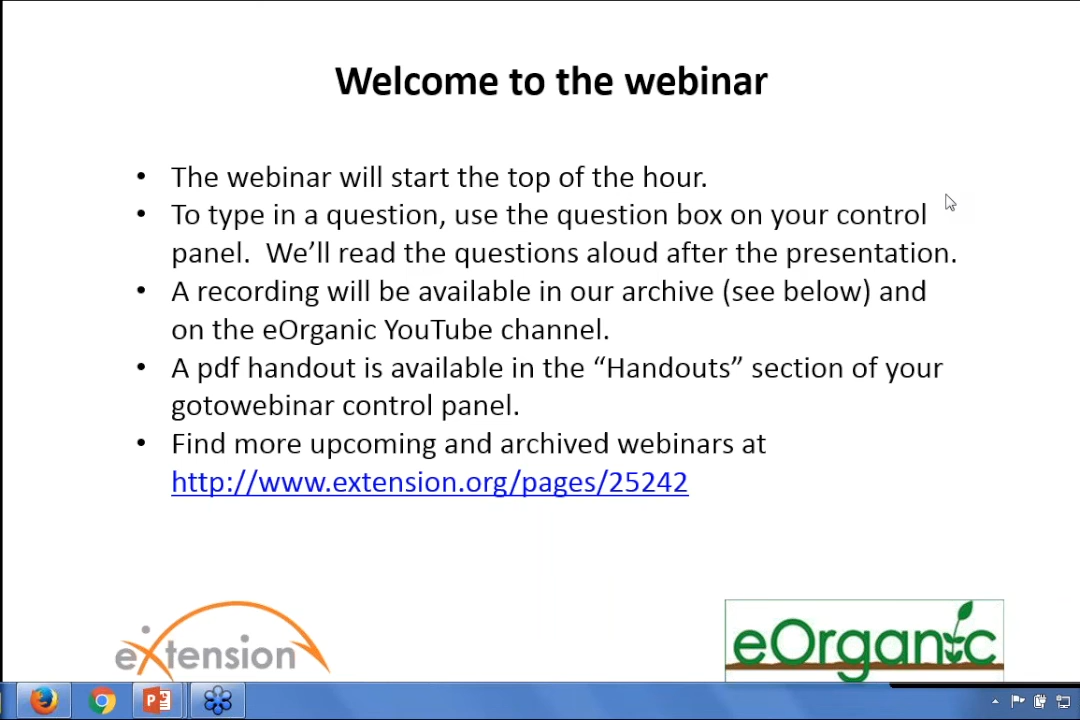 Welcome to the webinar
• The webinar will start the top of the hour.
• To type in a question, use the question box on your control
panel.  We’ll read the questions aloud after the presentation.
• A recording will be available in our archive (see below) and
on the eOrganic YouTube channel.
• A pdf handout is available in the “Handouts” section of your
gotowebinar control panel.
• Find more upcoming and archived webinars at
http://www.extension.org/pages/25242
eXtension
eOrganic
P